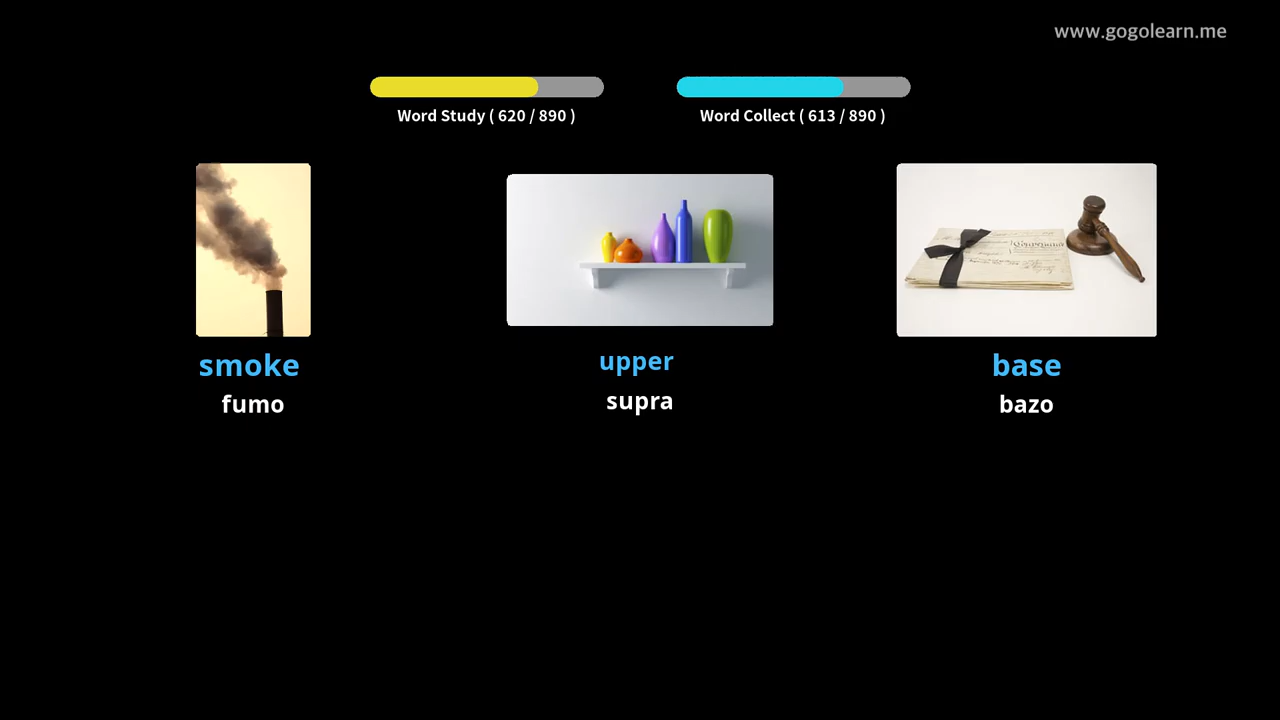 www.gogolearn.me
Word Study ( 620 / 890 )
Word Collect ( 613 / 890 )
smoke
fumo
upper
supra
base
bazo